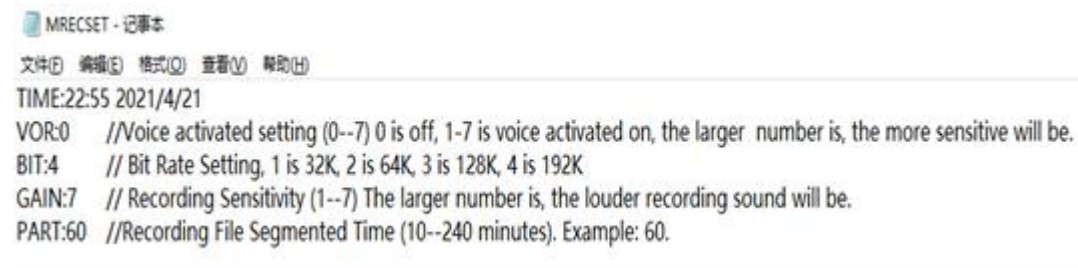 MRECSET - 记事本
文件(F) 编辑(E) 格式(O) 查看(V) 帮助(H)
TIME:22:55 2021/4/21
VOR:0 //Voice activated setting (0--7) 0 is off, 1-7 is voice activated on, the larger number is, the more sensitive will be.
BIT:4 // Bit Rate Setting, 1 is 32K, 2 is 64K, 3 is 128K, 4 is 192K
GAIN:7 // Recording Sensitivity (1--7) The larger number is, the louder recording sound will be.
PART:60 //Recording File Segmented Time (10--240 minutes). Example: 60.